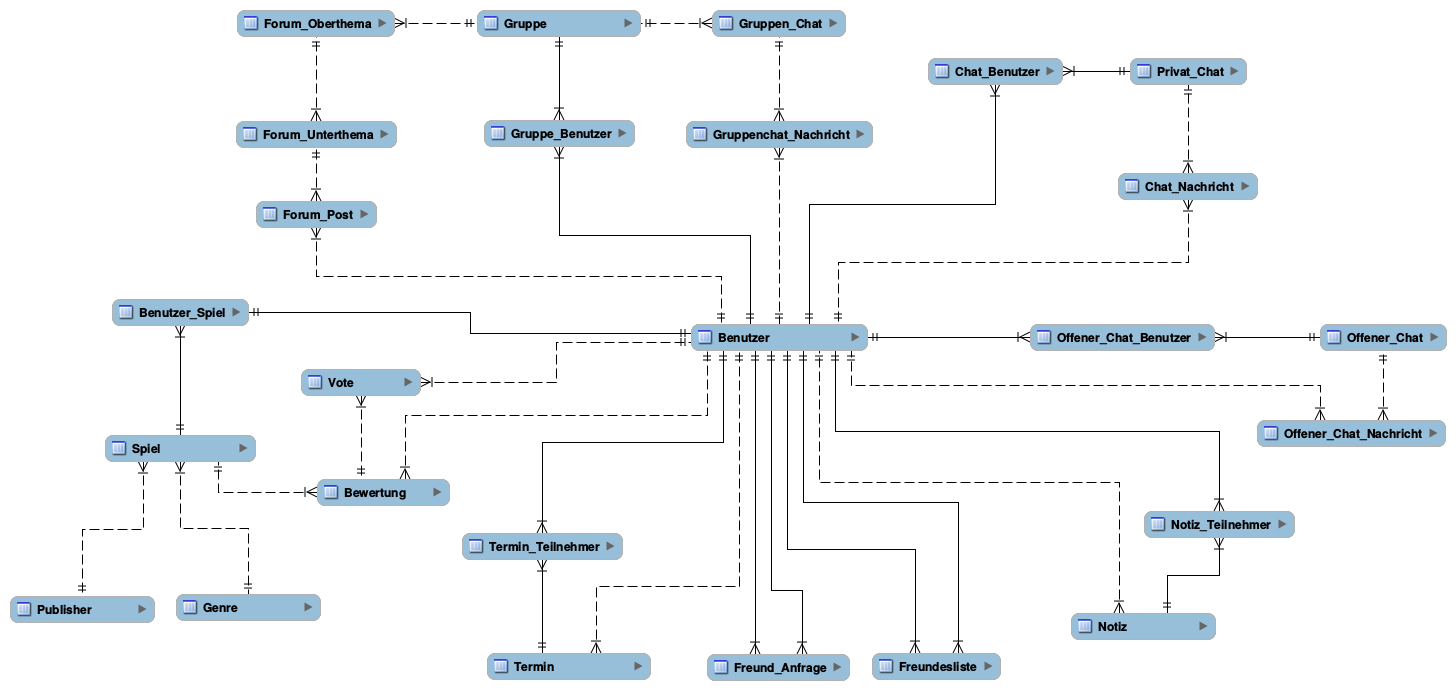 Forum_Oberthema
Gruppe
Gruppen_Chat
Chat_Benutzer
Privat_Chat
Forum_Unterthema
Gruppe_Benutzer
Gruppenchat_Nachricht
Chat_Nachricht
Forum_Post
Benutzer_Spiel
Benutzer
Offener_Chat_Benutzer
Offener_Chat
Vote
Offener_Chat_Nachricht
Spiel
Bewertung
Notiz_Teilnehmer
Termin_Teilnehmer
Publisher
Genre
Notiz
Termin
Freund_Anfrage
Freundesliste